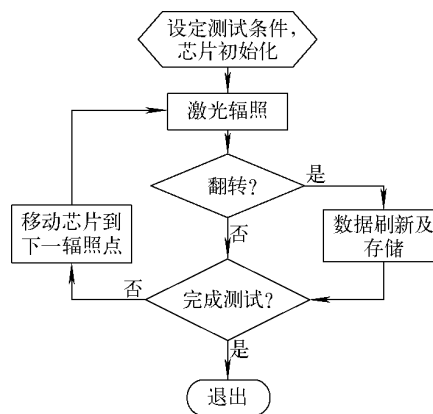 设定测试条件,
芯片初始化
激光辐照
翻转?
是
否
移动芯片到
下一辐照点
数据刷新及
存储
完成测试?
否
是
退出